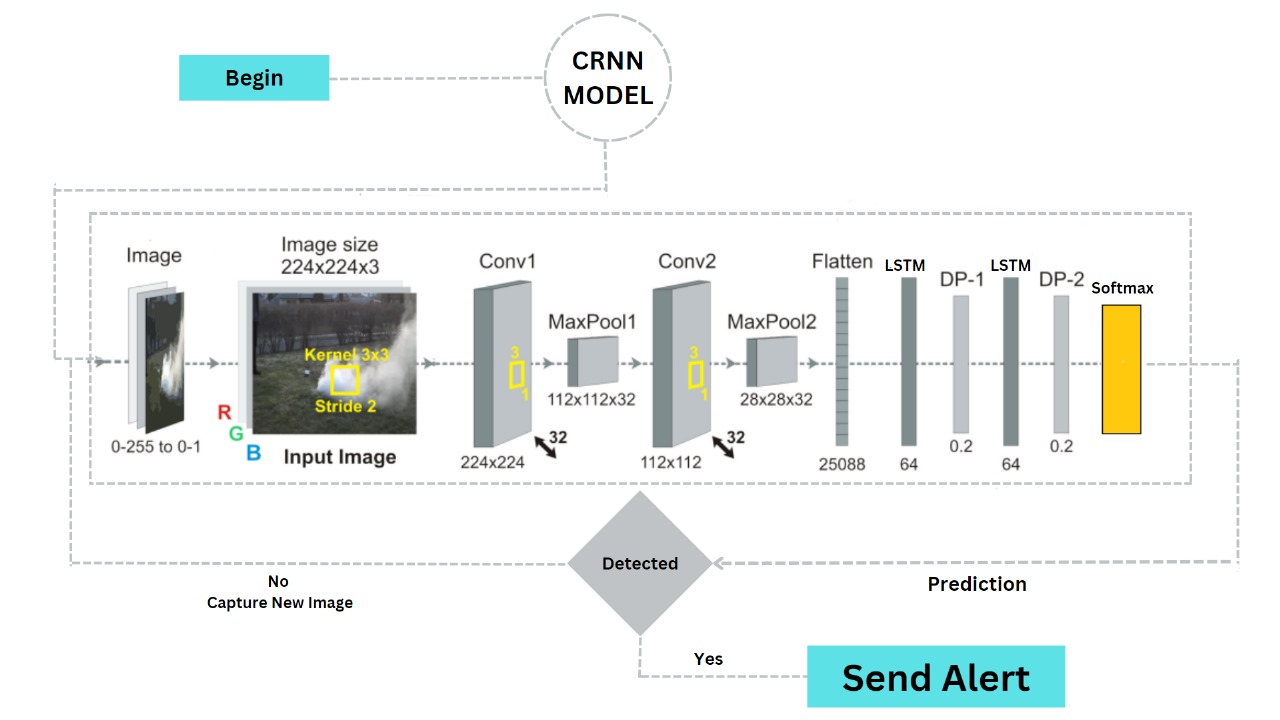 Begin
CRNN
MODEL
Image
Image size
224x224x3
Conv1
MaxPool1
Conv2
MaxPool2
Flatten
LSTM
DP-1
LSTM
DP-2
Softmax
Kernel 3x3
Stride 2
3
1
3
1
R
G
B
0-255 to 0-1
Input Image
224x224
32
112x112x32
112x112
32
28x28x32
25088
64
0.2
64
0.2
Detected
No
Capture New Image
Prediction
Yes
Send Alert